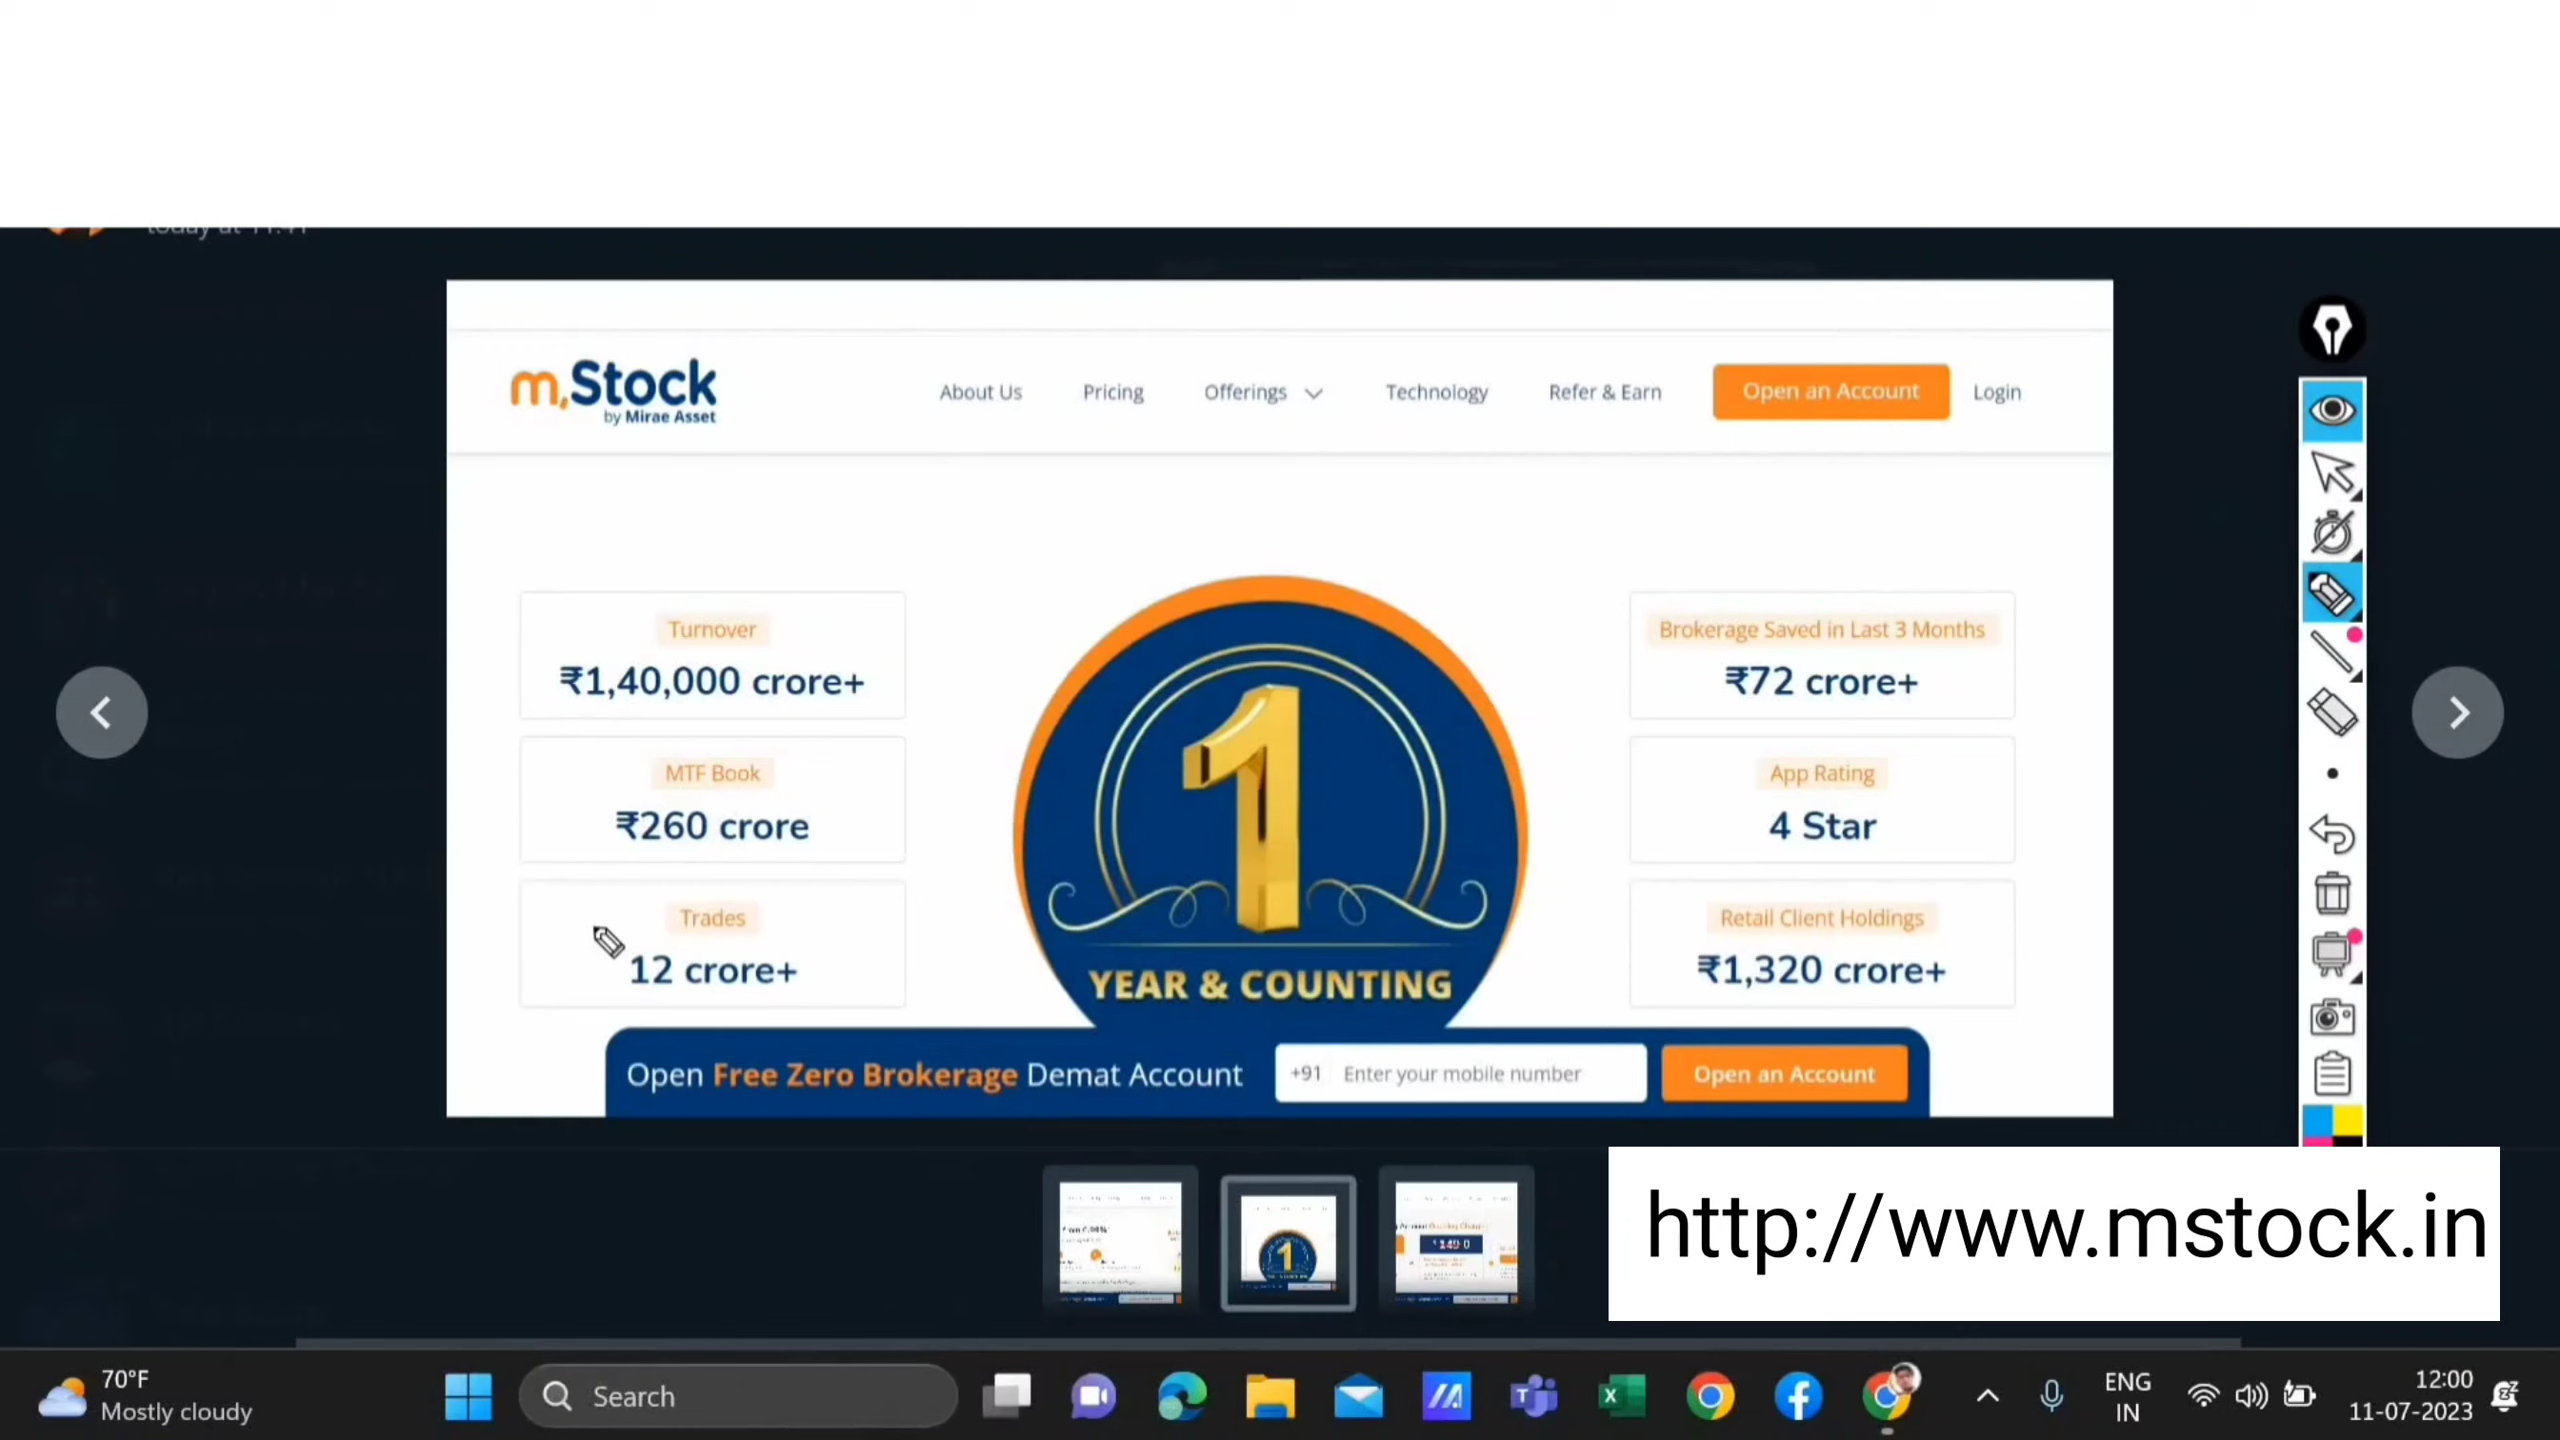 m.Stock
by Mirae Asset
About Us
Pricing
Offerings
Technology
Refer & Earn
Open an Account
Login
Turnover
₹1,40,000 crore+
MTF Book
₹260 crore
Trades
12 crore+
1
YEAR & COUNTING
Brokerage Saved in Last 3 Months
₹72 crore+
App Rating
4 Star
Retail Client Holdings
₹1,320 crore+
Open Free Zero Brokerage Demat Account
+91 Enter your mobile number
Open an Account
http://www.mstock.in
70°F
Mostly cloudy
Search
ENG
IN
12:00
11-07-2023